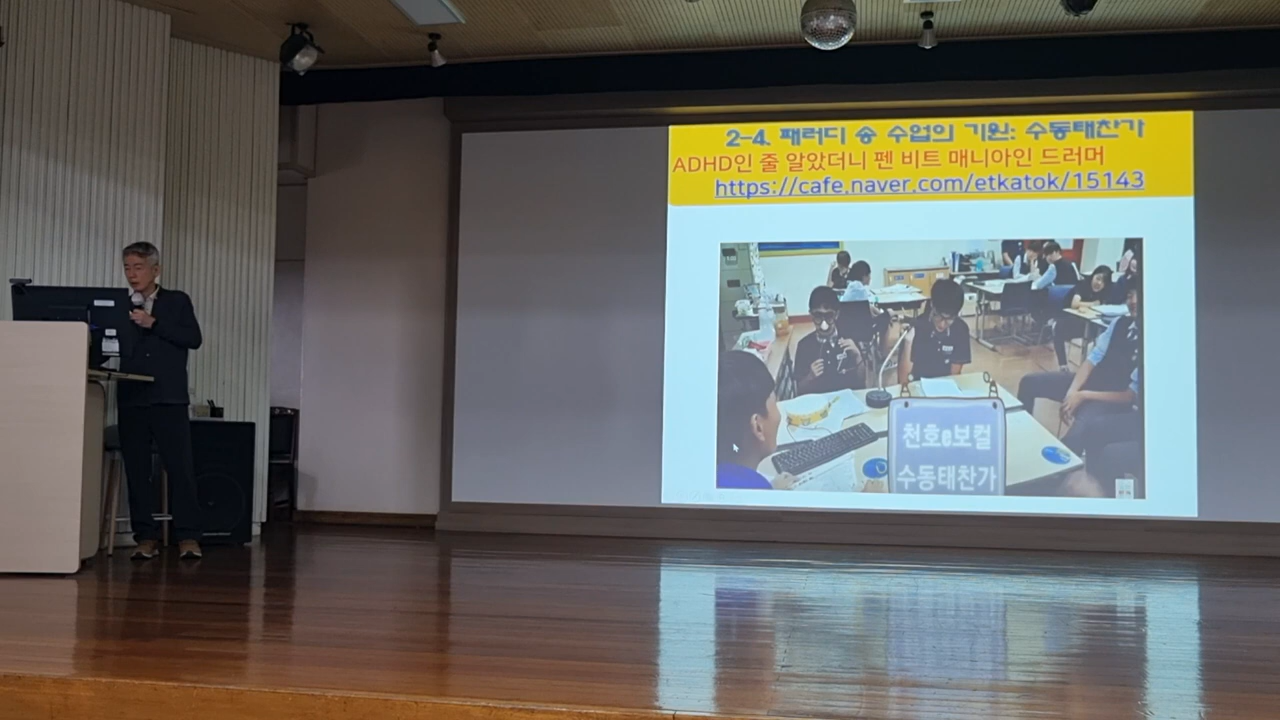 2-4. 패러디 송 수업의 기원: 수동태찬가
ADHD인 줄 알았더니 펜 비트 매니아인 드러머
https://cafe.naver.com/etkatok/15143
천호e보컬
수동태찬가